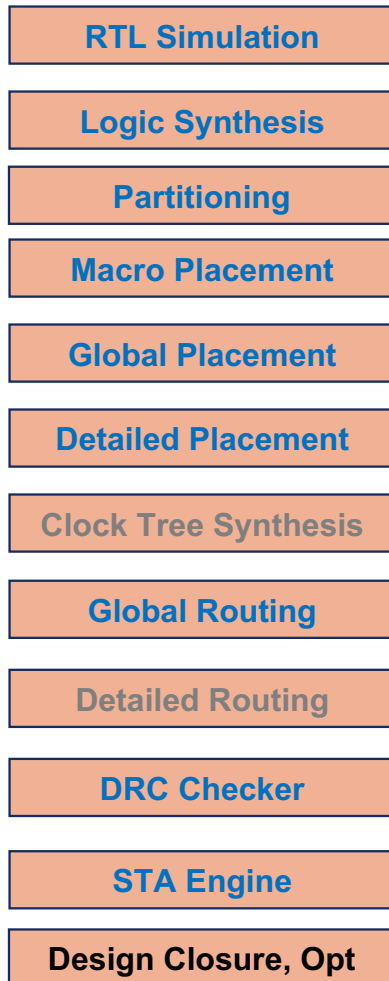 RTL Simulation
Logic Synthesis
Partitioning
Macro Placement
Global Placement
Detailed Placement
Clock Tree Synthesis
Global Routing
Detailed Routing
DRC Checker
STA Engine
Design Closure, Opt